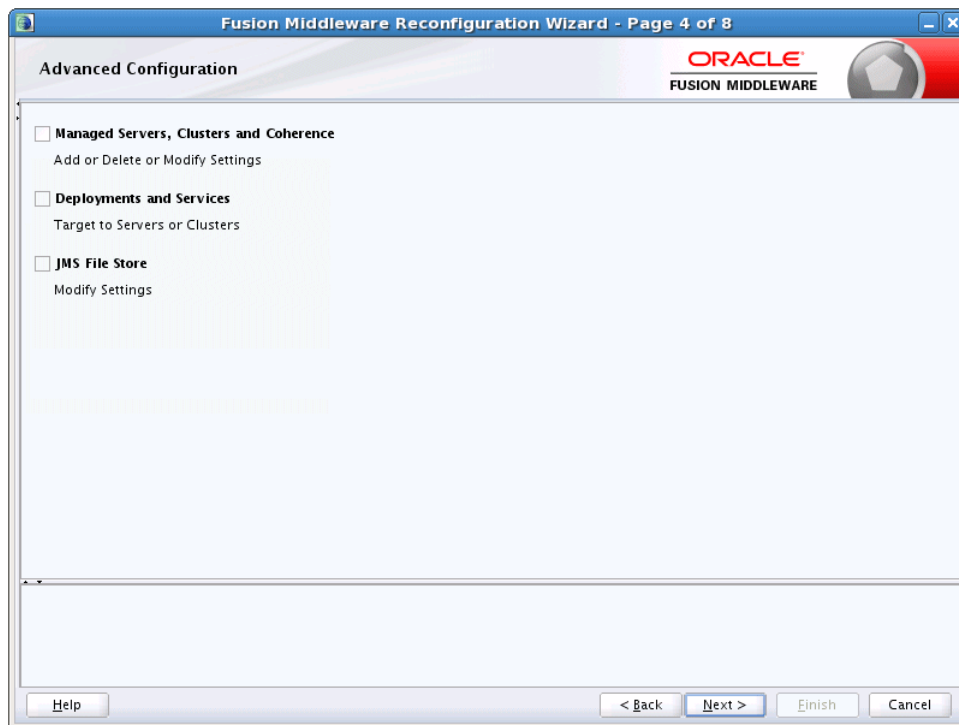 Fusion Middleware Reconfiguration Wizard - Page 4 of 8
Advanced Configuration
ORACLE
FUSION MIDDLEWARE
Managed Servers, Clusters and Coherence
Add or Delete or Modify Settings
Deployments and Services
Target to Servers or Clusters
JMS File Store
Modify Settings
Help
< Back
Next >
Finish
Cancel